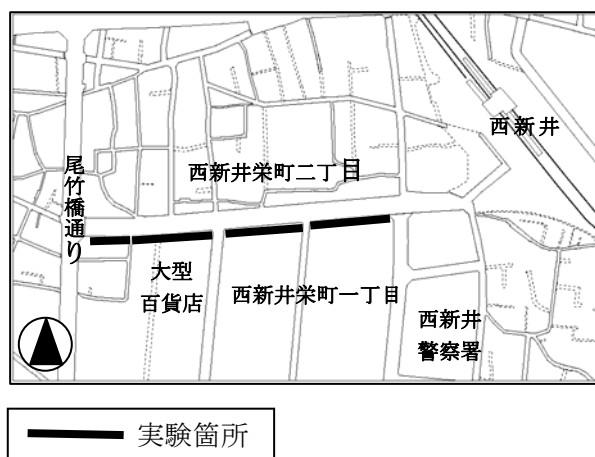 西新井
尾竹橋通り
西新井栄町二丁目
大型
百貨店
西新井栄町一丁目
西新井
警察署
実験箇所